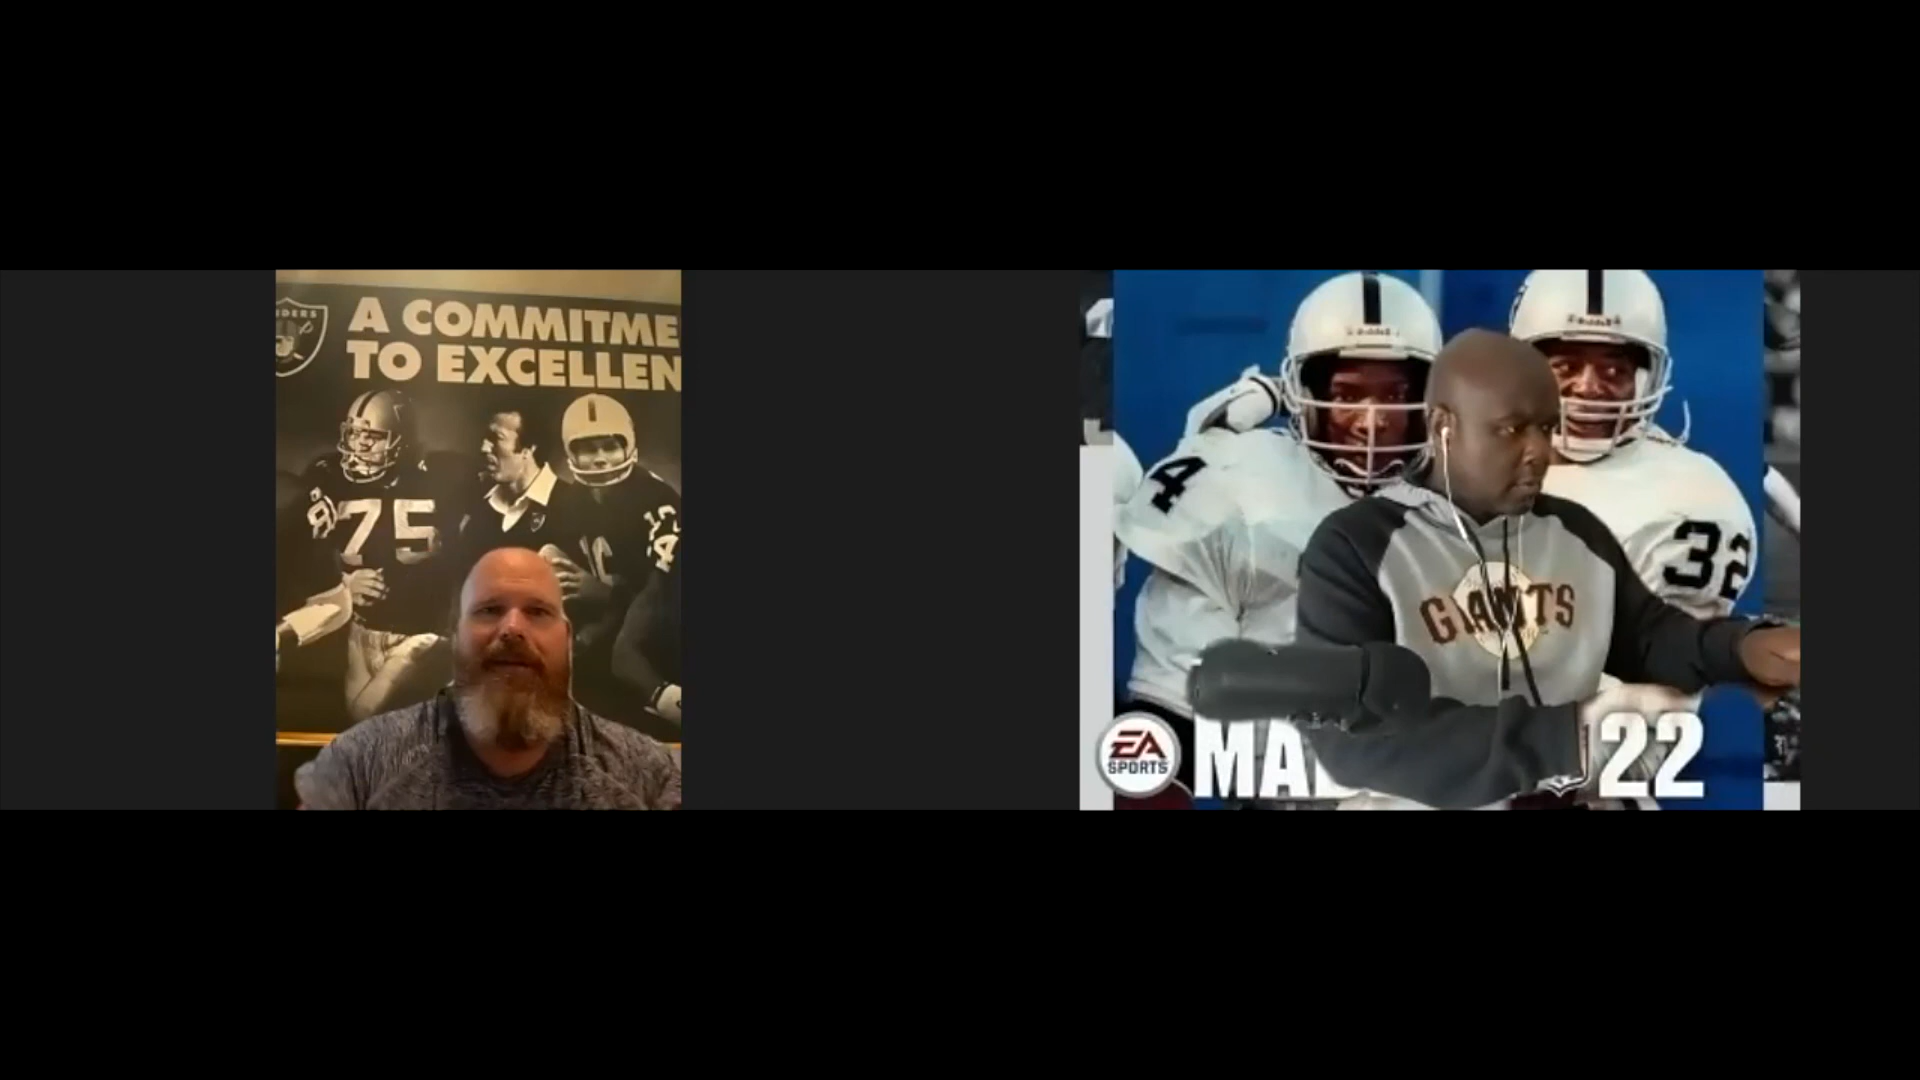 A COMMITME
TO EXCELLEN
75
4
32
GIANTS
EA
SPORTS
MA
22